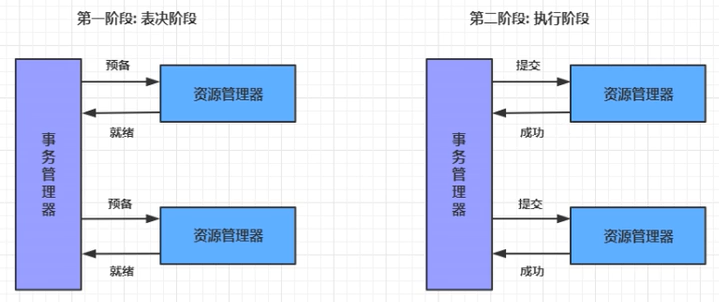 第一阶段: 表决阶段
事务管理器
预备
就绪
资源管理器
预备
就绪
资源管理器
第二阶段: 执行阶段
事务管理器
提交
成功
资源管理器
提交
成功
资源管理器